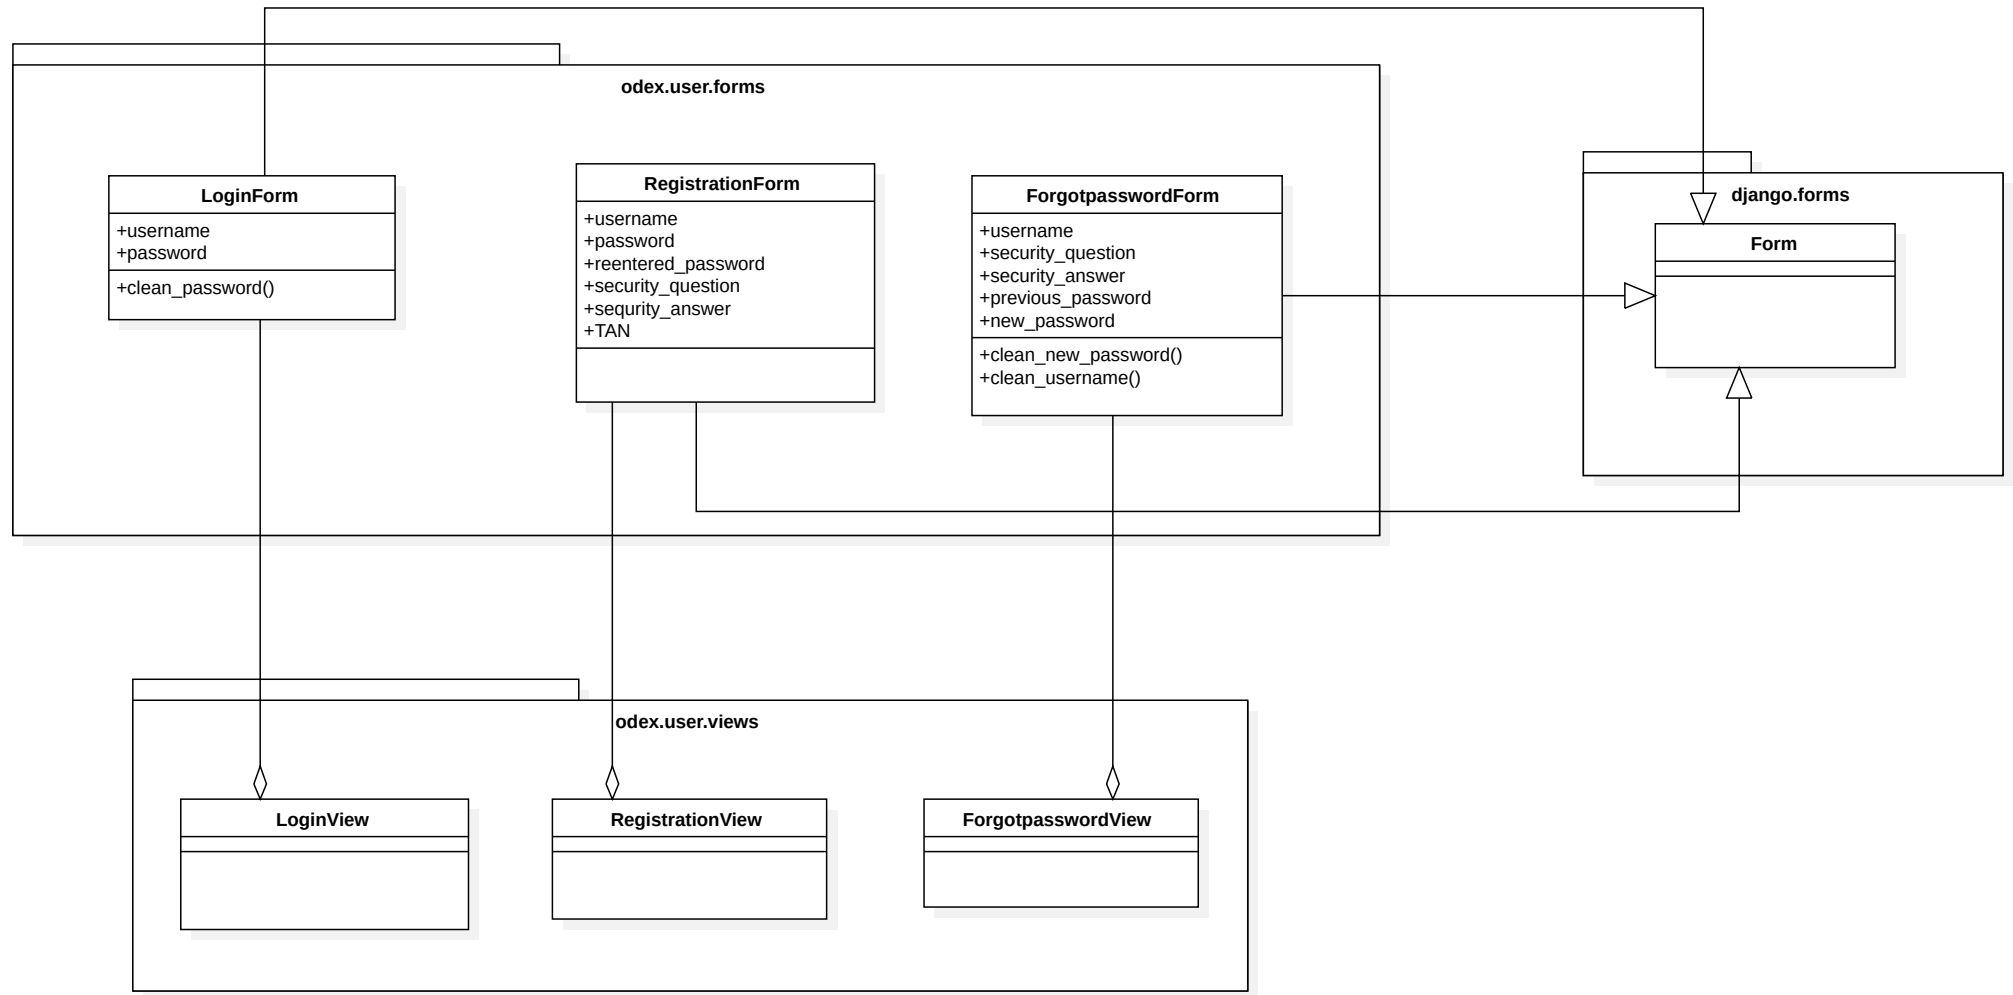 odex.user.forms
LoginForm
+username
+password
+clean_password()
RegistrationForm
+username
+password
+reentered_password
+security_question
+sequrity_answer
+TAN
ForgotpasswordForm
+username
+security_question
+security_answer
+previous_password
+new_password
+clean_new_password()
+clean_username()
django.forms
Form
odex.user.views
LoginView
RegistrationView
ForgotpasswordView